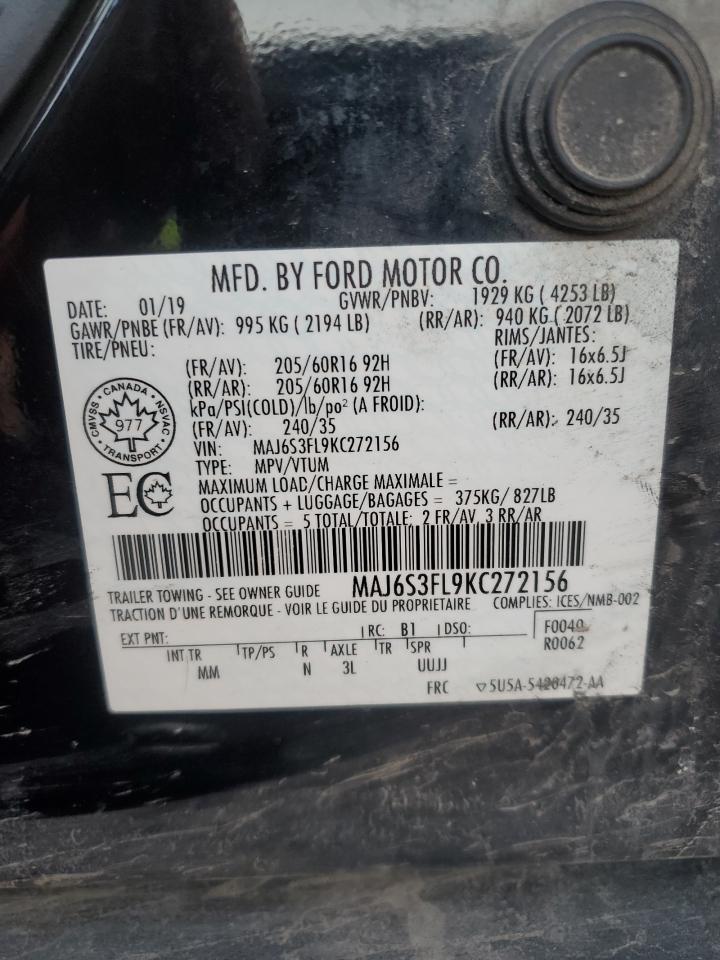 MFD. BY FORD MOTOR CO.
DATE: 01/19 GVWR/PNBV: 1929 KG ( 4253 LB)
GAWR/PNBE (FR/AV): 995 KG ( 2194 LB) (RR/AR): 940 KG ( 2072 LB)
TIRE/PNEU: RIMS/JANTES:
(FR/AV): 205/60R16 92H (FR/AV): 16x6.5J
(RR/AR): 205/60R16 92H (RR/AR): 16x6.5J
kPa/PSI(COLD)/lb/po² (A FROID):
(FR/AV): 240/35 (RR/AR): 240/35
VIN: MAJ6S3FL9KC272156
TYPE: MPV/VTUM
CANADA
CMVSS NSVAC
977
TRANSPORT
EC
MAXIMUM LOAD/CHARGE MAXIMALE =
OCCUPANTS + LUGGAGE/BAGAGES = 375KG/ 827LB
OCCUPANTS = 5 TOTAL/TOTALE: 2 FR/AV 3 RR/AR
TRAILER TOWING - SEE OWNER GUIDE MAJ6S3FL9KC272156
TRACTION D'UNE REMORQUE - VOIR LE GUIDE DU PROPRIETAIRE COMPLIES: ICES/NMB-002
EXT PNT: RC: B1 DSO: F0040
INT TR TP/PS R AXLE TR SPR R0062
MM N 3L UUJJ
FRC 5U5A-5420472-AA